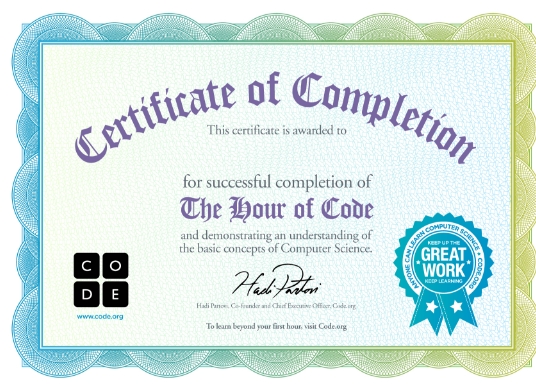 Certificate of Completion
This certificate is awarded to
for successful completion of
The Hour of Code
and demonstrating an understanding of
the basic concepts of Computer Science.
Hadi Partovi
Hadi Partovi, Co-founder and Chief Executive Officer, Code.org
To learn beyond your first hour, visit Code.org
C O
D E
www.code.org
ANYONE CAN LEARN COMPUTER SCIENCE • CODE.ORG
KEEP UP THE
GREAT
WORK
KEEP LEARNING